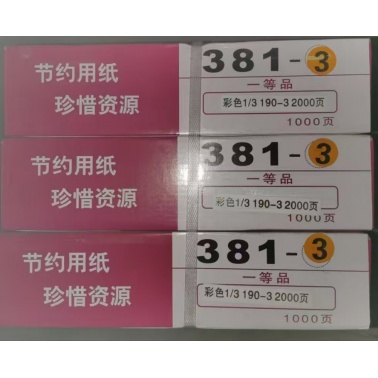 节约用纸
珍惜资源
381-3
一等品
彩色1/3 190-3 2000页
1000页
节约用纸
珍惜资源
381-3
一等品
彩色1/3 190-3 2000页
1000页
节约用纸
珍惜资源
381-3
一等品
彩色1/3 190-3 2000页
1000页